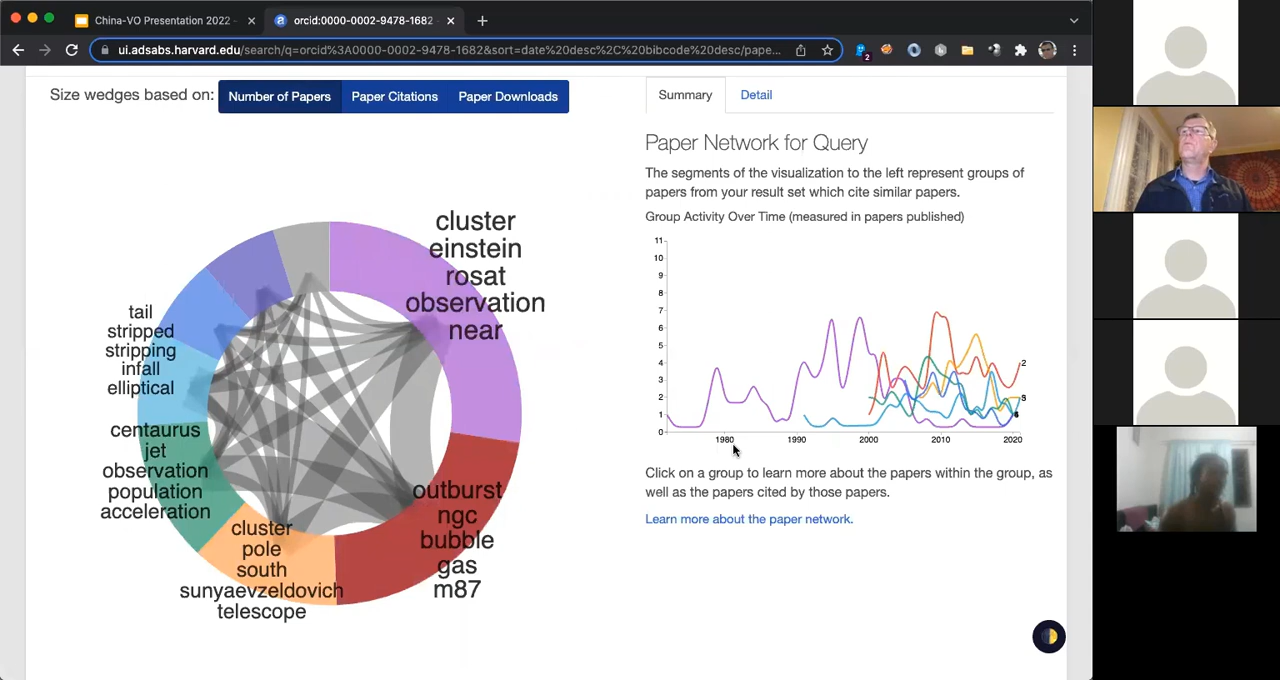 China-VO Presentation 2022 -
orcid:0000-0002-9478-1682
ui.adsabs.harvard.edu/search/q=orcid%3A0000-0002-9478-1682&sort=date%20desc%2C%20bibcode%20desc/pape...
2
Size wedges based on:
Number of Papers
Paper Citations
Paper Downloads
Summary
Detail
cluster
einstein
rosat
observation
near
outburst
ngc
bubble
gas
m87
cluster
pole
south
sunyaevzeldovich
telescope
centaurus
jet
observation
population
acceleration
tail
stripped
stripping
infall
elliptical
Paper Network for Query
The segments of the visualization to the left represent groups of
papers from your result set which cite similar papers.
Group Activity Over Time (measured in papers published)
11
10
9
8
7
6
5
4
3
2
1
0
1980
1990
2000
2010
2020
2
Click on a group to learn more about the papers within the group, as
well as the papers cited by those papers.
Learn more about the paper network.